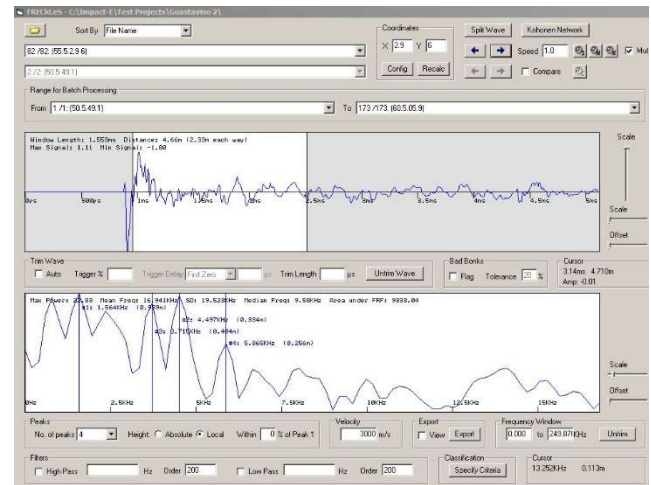 FRECkLeS - C:\Impact-E\Test Projects\Guastavino 2\
Sort By File Name
Coordinates
X 2.9 Y 6
Config Recalc
Split Wave Kohonen Network
Speed 1.0
Mul
Compare
82 /82: (55.5.2.9 6)
2 /2: (50.5 49.1)
Range for Batch Processing
From 1 /1: (50.5.49.1) To 173 /173: (60.5.05.9)
Window Length: 1.553ms Distance: 4.66m (2.33m each way)
Max Signal: 1.11 Min Signal: -1.00
0µs 500µs 1ms 1.5ms 2ms 2.5ms 3ms 3.5ms 4ms 4.5ms 5ms
Scale
Scale
Offset
Trim Wave
Auto Trigger % Trigger Delay First Zero µs Trim Length µs Untrim Wave
Bad Bonks
Flag Tolerance 20 %
Cursor
3.14ms 4.710m
Amp: -0.01
Max Power: 27.88 Mean Freq: 16.941KHz SD: 19.523KHz Median Freq: 9.58KHz Area under FRF: 9333.04
#1: 1.564KHz (0.959m)
#2: 4.497KHz (0.334m)
#3: 3.715KHz (0.404m)
#4: 5.865KHz (0.256m)
0Hz 2.5KHz 5KHz 7.5KHz 10KHz 12.5KHz 15KHz
Scale
Offset
Peaks
No. of peaks 4 Height: Absolute Local Within 0 % of Peak 1
Velocity
3000 m/s
Export
View Export
Frequency Window
0.000 to 249.871KHz Untrim
Filters
High Pass Hz Order 200 Low Pass Hz Order 200
Classification
Specify Criteria
Cursor
13.252KHz 0.113m